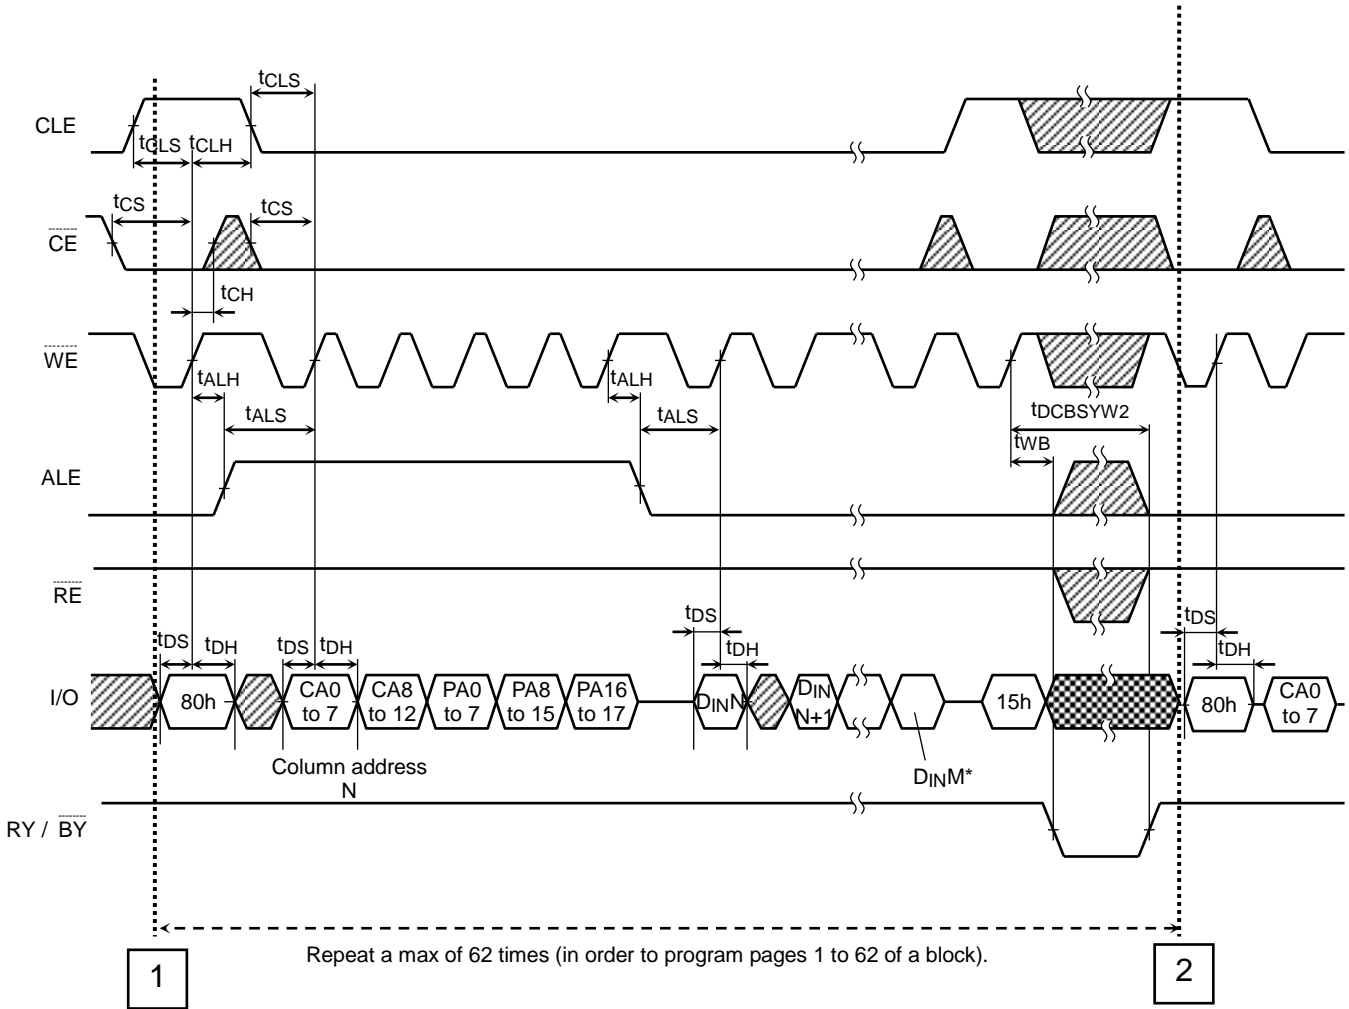 tCLS
CLE
tCLS
tCLH
tCS
tCS
CE
tCH
WE
tALH
tALH
tALS
tALS
tDCBSYW2
tWB
ALE
RE
tDS
tDH
tDS
tDH
tDS
tDH
tDS
tDH
I/O
80h
CA0
to 7
CA8
to 12
PA0
to 7
PA8
to 15
PA16
to 17
DINN
DIN
N+1
15h
80h
CA0
to 7
Column address
N
DINM*
RY / BY
1
Repeat a max of 62 times (in order to program pages 1 to 62 of a block).
2